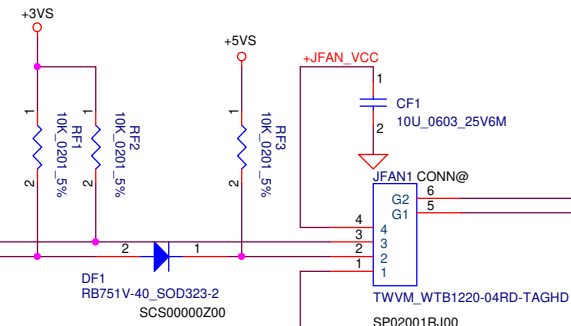 +3VS
+5VS
+JFAN_VCC
1
CF1
10U_0603_25V6M
2
1
RF1
10K_0201_5%
2
1
RF2
10K_0201_5%
2
1
RF3
10K_0201_5%
2
JFAN1 CONN@
G2
6
G1
5
4
4
3
3
2
2
1
1
2
1
DF1
RB751V-40_SOD323-2
SCS00000Z00
TWVM_WTB1220-04RD-TAGHD
SP02001BJ00